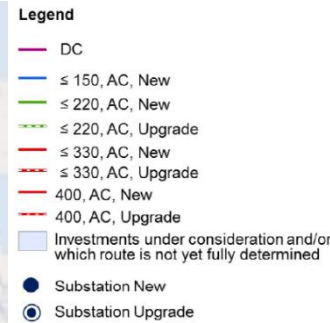 Legend
DC
≤ 150, AC, New
≤ 220, AC, New
≤ 220, AC, Upgrade
≤ 330, AC, New
≤ 330, AC, Upgrade
400, AC, New
400, AC, Upgrade
Investments under consideration and/or
which route is not yet fully determined
Substation New
Substation Upgrade